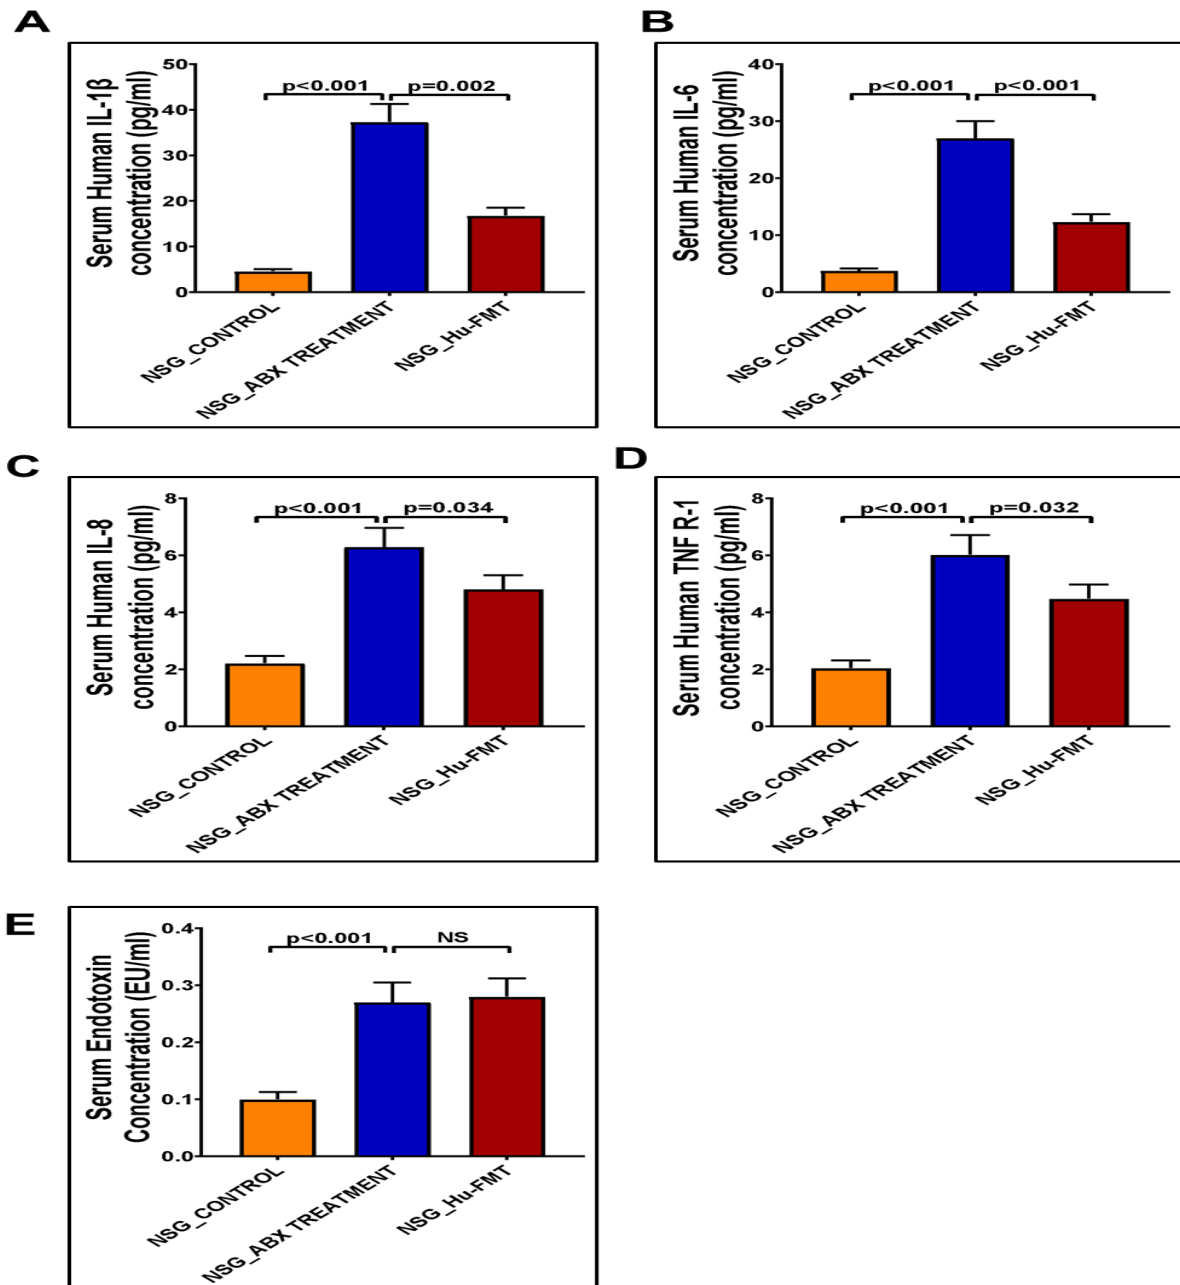 A
Serum Human IL-1β
concentration (pg/ml)
50
40
30
20
10
0
p<0.001
p=0.002
NSG_CONTROL
NSG_ABX TREATMENT
NSG_Hu-FMT
B
Serum Human IL-6
concentration (pg/ml)
40
30
20
10
0
p<0.001
p<0.001
NSG_CONTROL
NSG_ABX TREATMENT
NSG_Hu-FMT
C
Serum Human IL-8
concentration (pg/ml)
8
6
4
2
0
p<0.001
p=0.034
NSG_CONTROL
NSG_ABX TREATMENT
NSG_Hu-FMT
D
Serum Human TNF R-1
concentration (pg/ml)
8
6
4
2
0
p<0.001
p=0.032
NSG_CONTROL
NSG_ABX TREATMENT
NSG_Hu-FMT
E
Serum Endotoxin
Concentration (EU/ml)
0.4
0.3
0.2
0.1
0.0
p<0.001
NS
NSG_CONTROL
NSG_ABX TREATMENT
NSG_Hu-FMT